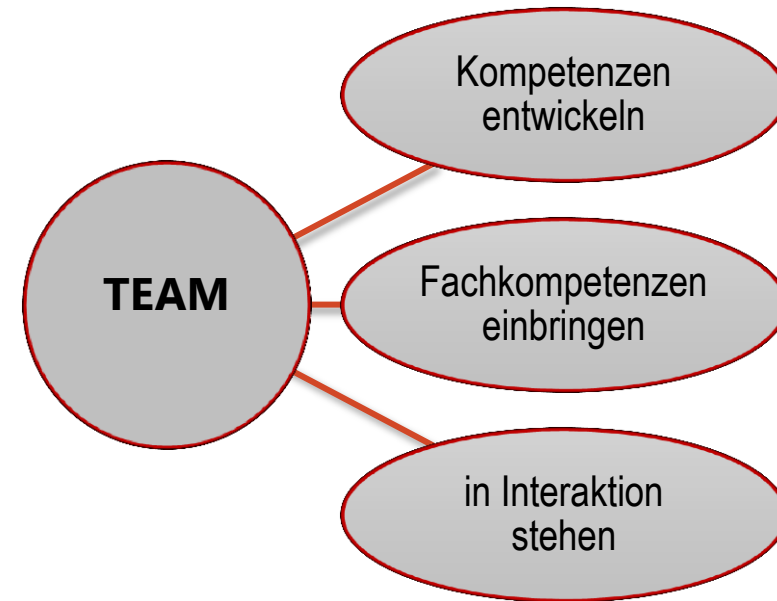 Kompetenzen
entwickeln
TEAM
Fachkompetenzen
einbringen
in Interaktion
stehen